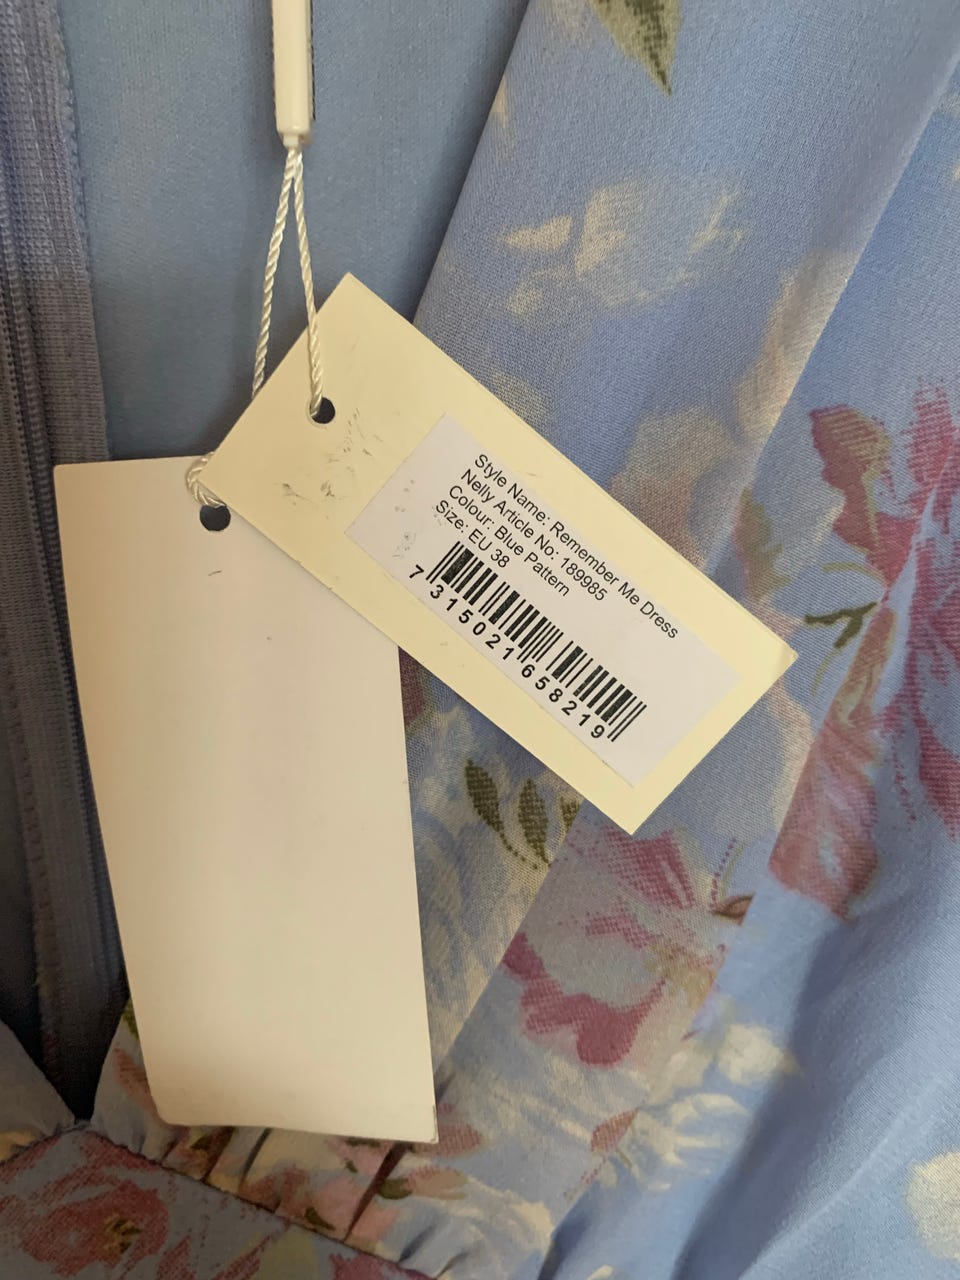 Style Name: Remember Me Dress
Nelly Article No: 189985
Colour: Blue Pattern
Size: EU 38
7 315021 658219